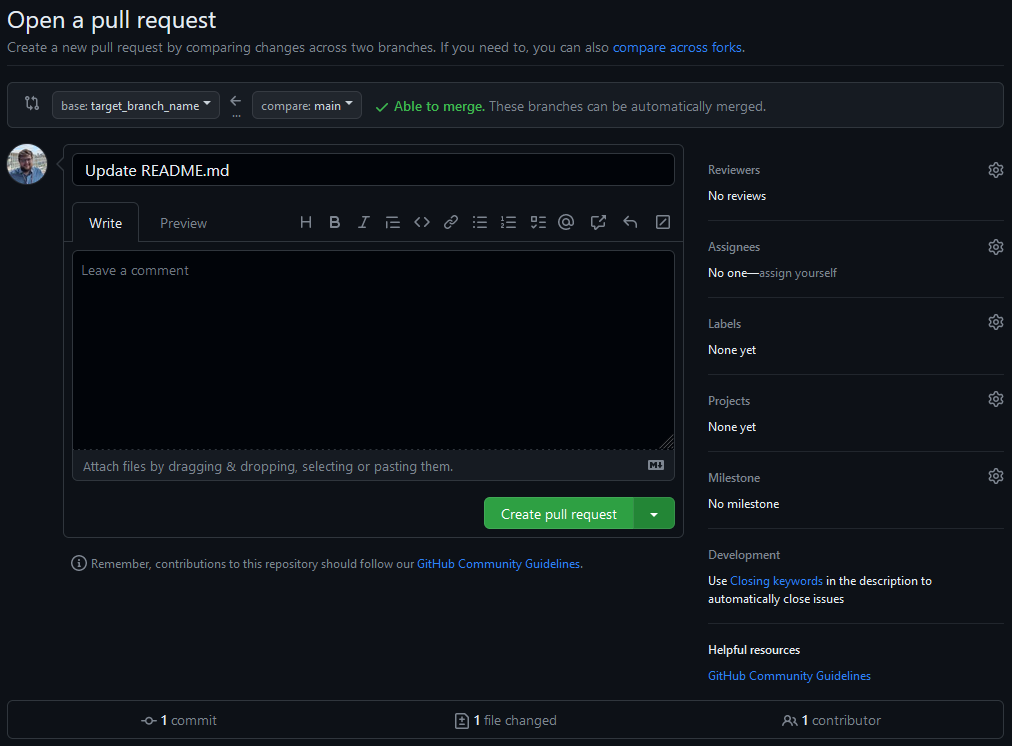 Open a pull request
Create a new pull request by comparing changes across two branches. If you need to, you can also compare across forks.
base: target_branch_name
...
compare: main
Able to merge. These branches can be automatically merged.
Update README.md
Write
Preview
Leave a comment
Attach files by dragging & dropping, selecting or pasting them.
Create pull request
Remember, contributions to this repository should follow our GitHub Community Guidelines.
Reviewers
No reviews
Assignees
No one—assign yourself
Labels
None yet
Projects
None yet
Milestone
No milestone
Development
Use Closing keywords in the description to
automatically close issues
Helpful resources
GitHub Community Guidelines
1 commit
1 file changed
1 contributor